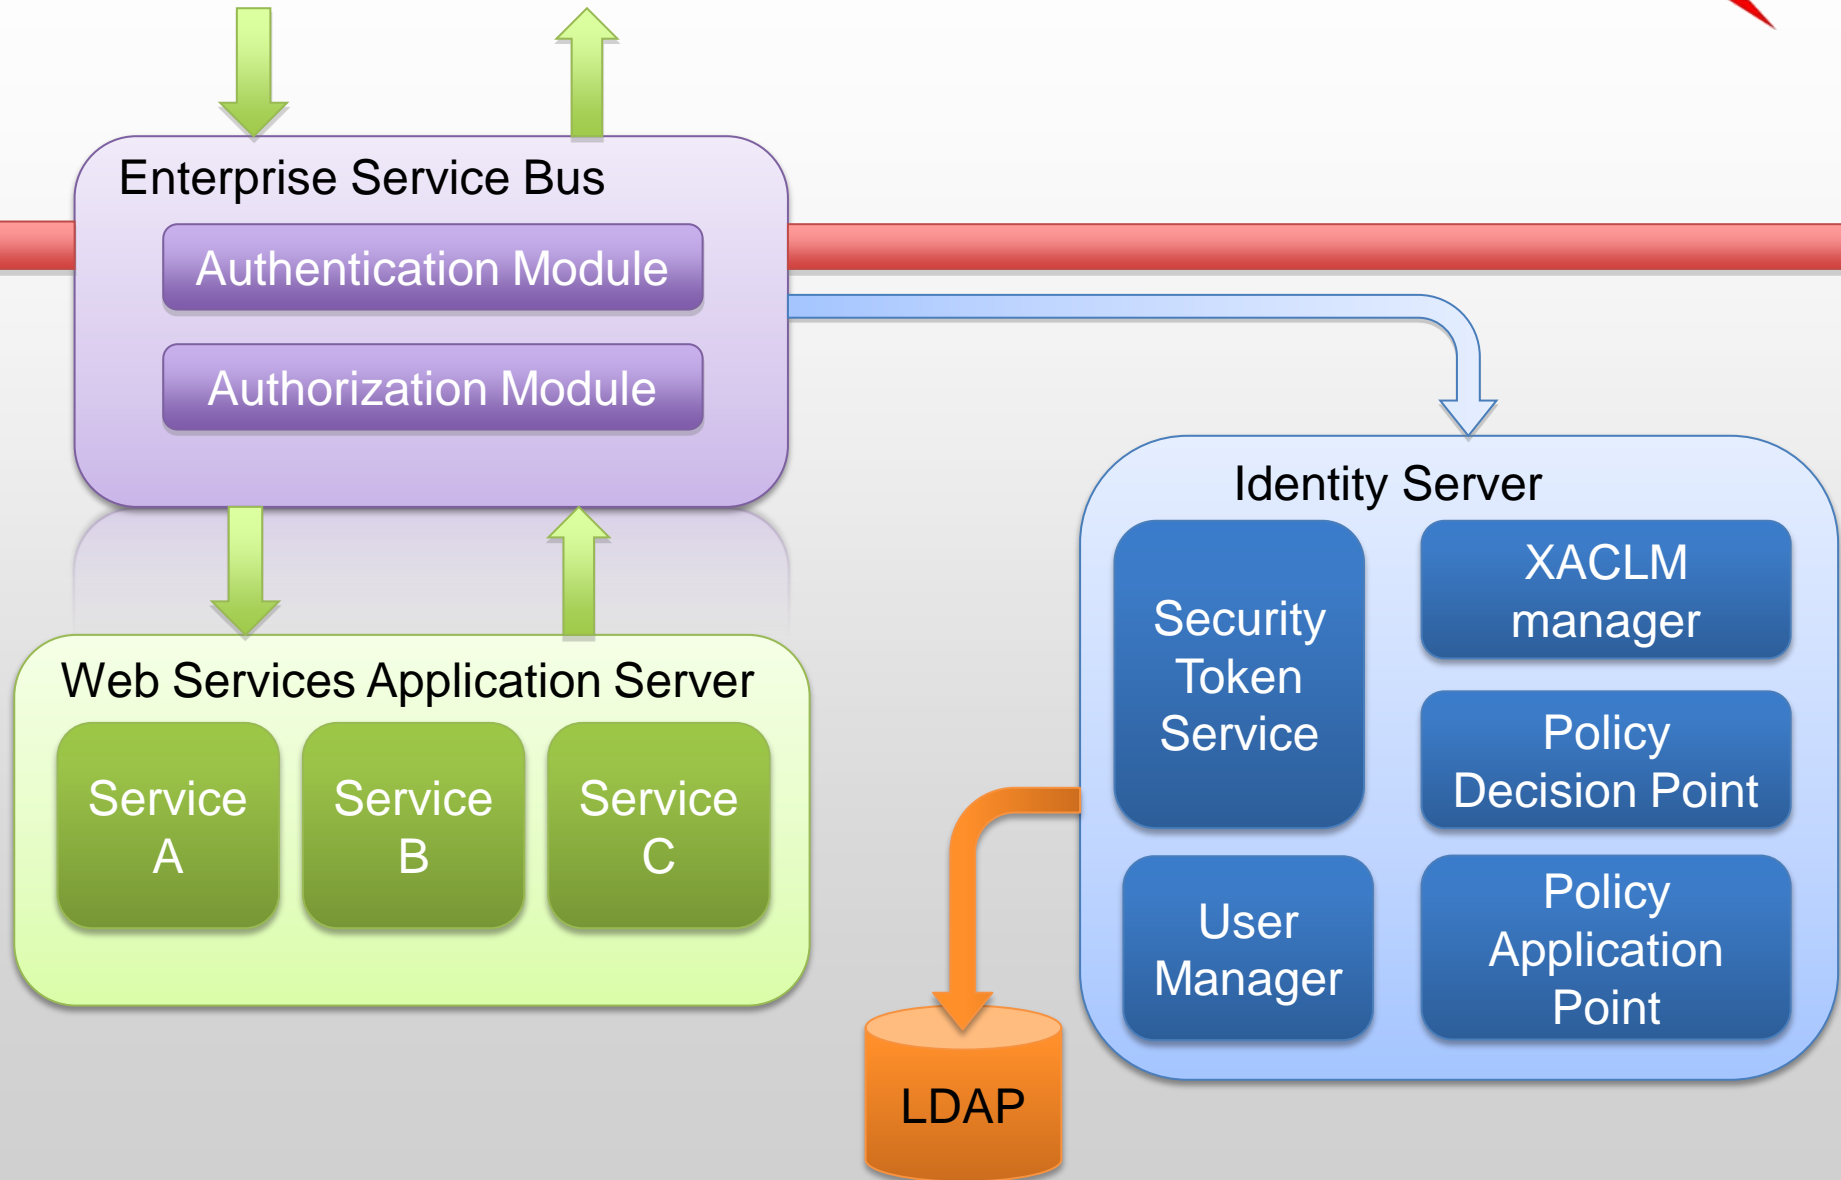 Enterprise Service Bus
Authentication Module
Authorization Module
Web Services Application Server
Service
A
Service
B
Service
C
Identity Server
Security
Token
Service
XACLM
manager
Policy
Decision Point
User
Manager
Policy
Application
Point
LDAP